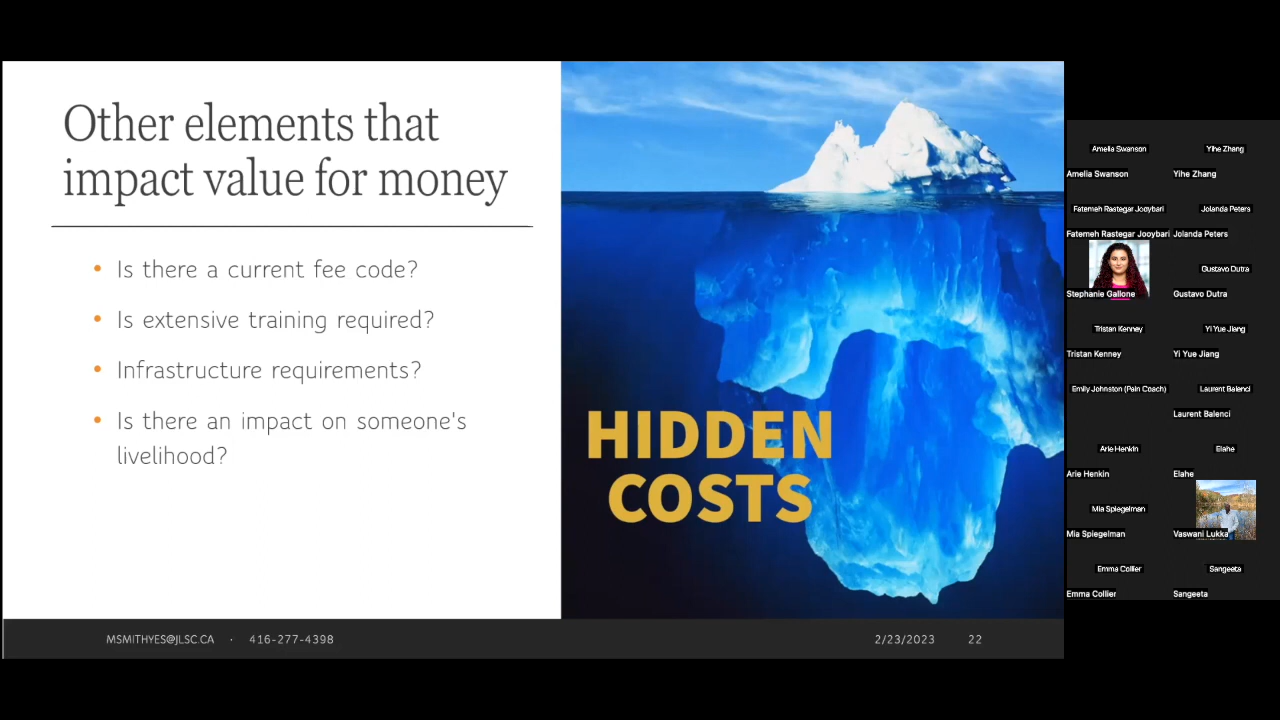 Other elements that
impact value for money
• Is there a current fee code?
• Is extensive training required?
• Infrastructure requirements?
• Is there an impact on someone's
livelihood?
HIDDEN
COSTS
MSMITHYES@JLSC.CA · 416-277-4398
2/23/2023 22
Amelia Swanson
Yihe Zhang
Amelia Swanson
Yihe Zhang
Fatemeh Rastegar Jooybari
Jolanda Peters
Fatemeh Rastegar Jooybari
Jolanda Peters
Gustavo Dutra
Stephanie Gallone
Gustavo Dutra
Tristan Kenney
Yi Yue Jiang
Tristan Kenney
Yi Yue Jiang
Emily Johnston (Pain Coach)
Laurent Balenci
Laurent Balenci
Arie Henkin
Elahe
Arie Henkin
Elahe
Mia Spiegelman
Mia Spiegelman
Vaswani Lukka
Emma Collier
Sangeeta
Emma Collier
Sangeeta